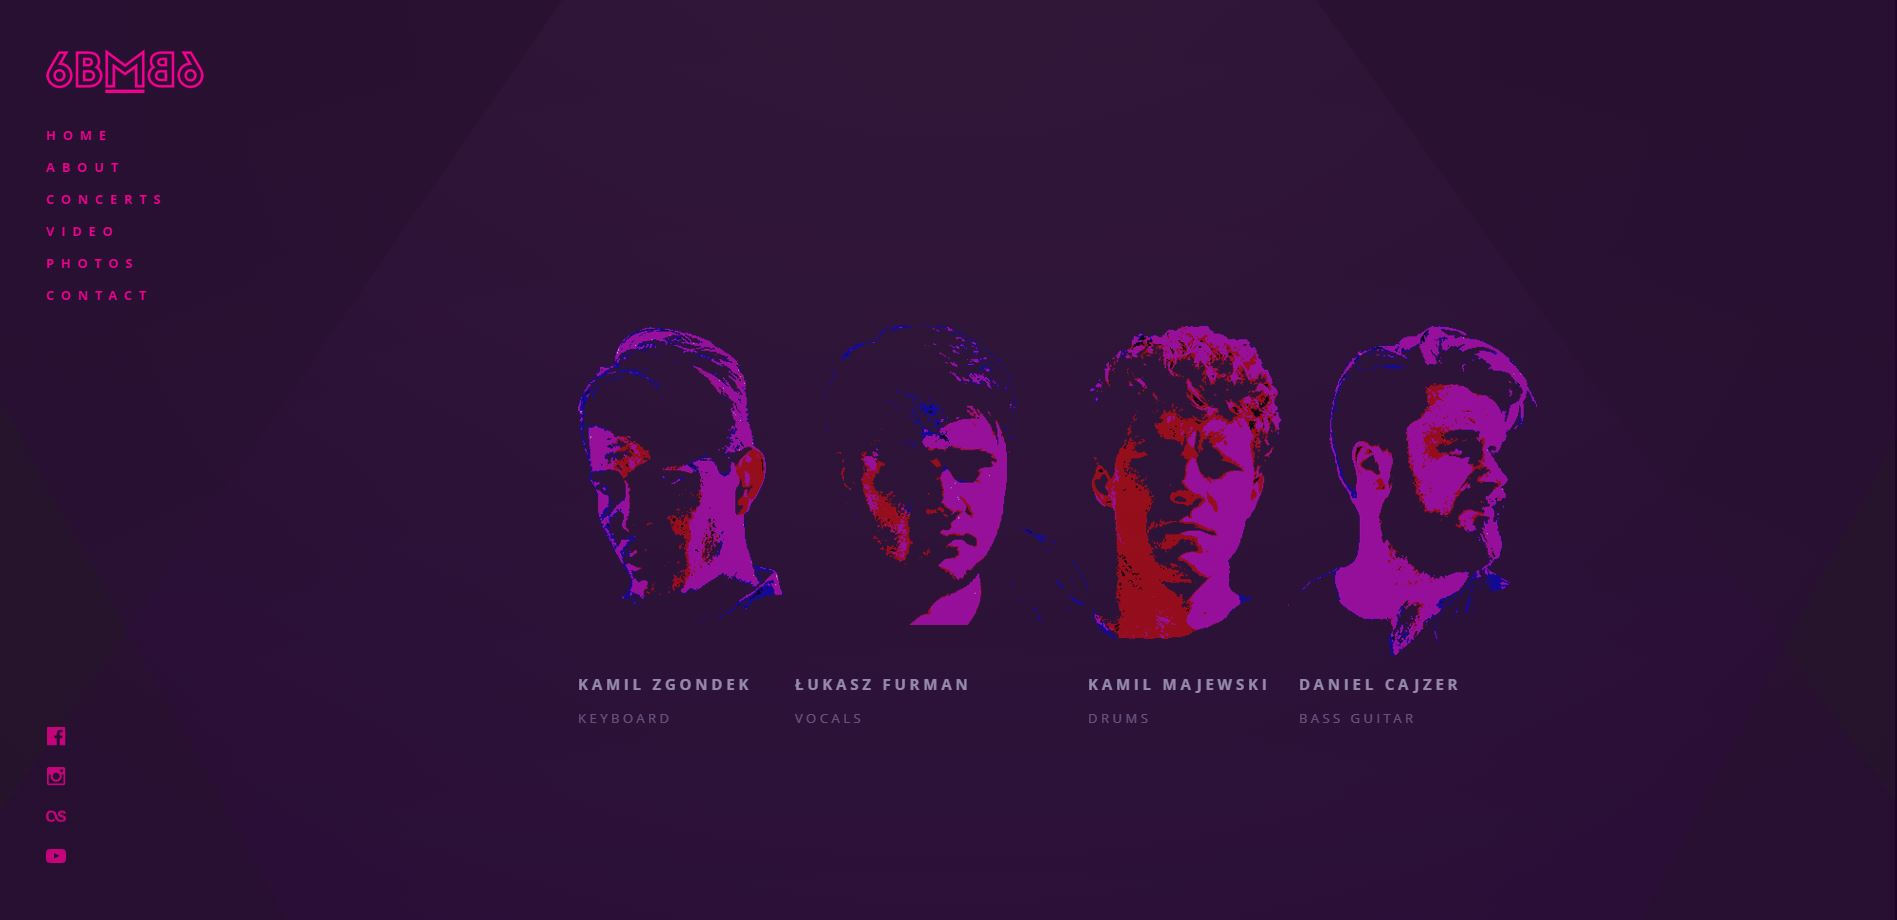 6BMB6
HOME
ABOUT
CONCERTS
VIDEO
PHOTOS
CONTACT
KAMIL ZGONDEK
KEYBOARD
ŁUKASZ FURMAN
VOCALS
KAMIL MAJEWSKI
DRUMS
DANIEL CAJZER
BASS GUITAR